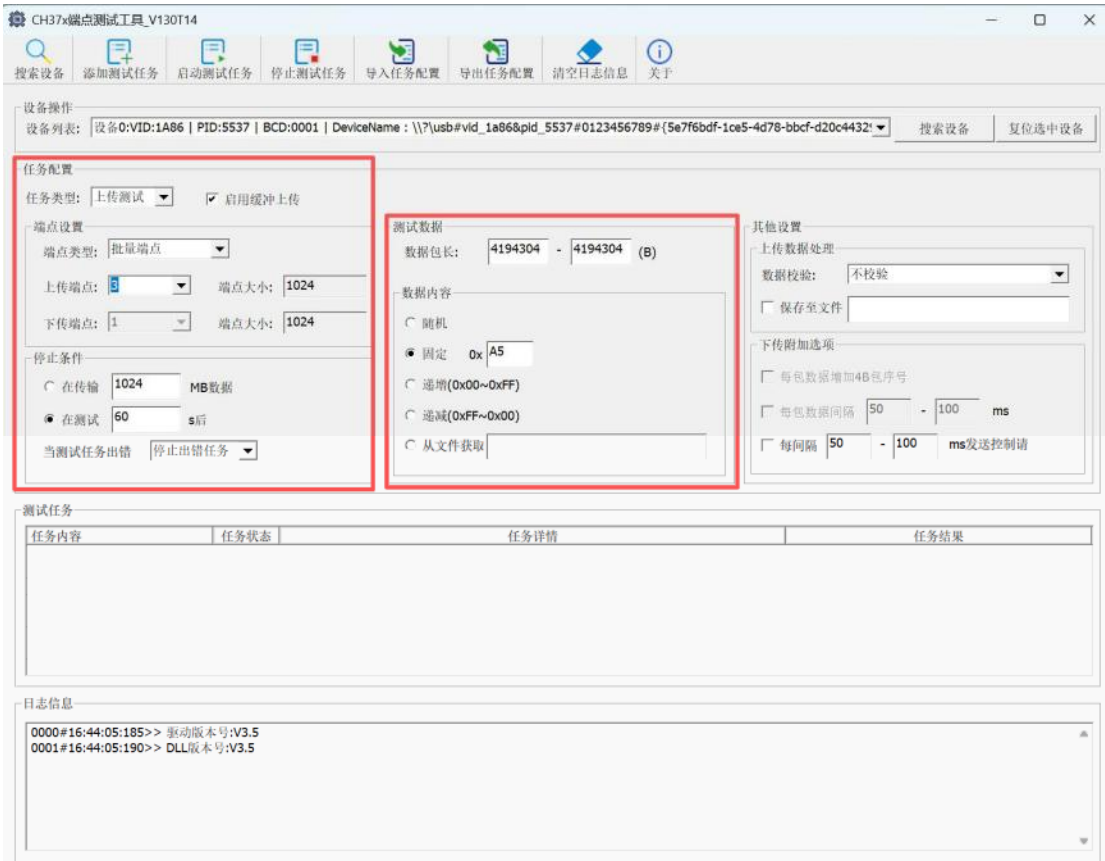 CH37x端点测试工具_V130T14
搜索设备 添加测试任务 启动测试任务 停止测试任务 导入任务配置 导出任务配置 清空日志信息 关于
设备操作
设备列表: 设备0:VID:1A86 | PID:5537 | BCD:0001 | DeviceName : \\?\usb#vid_1a86&pid_5537#0123456789#{5e7f6bdf-1ce5-4d78-bbcf-d20c4432 搜索设备 复位选中设备
任务配置
任务类型: 上传测试 启用缓冲上传
端点设置
端点类型: 批量端点
上传端点: 3 端点大小: 1024
下传端点: 1 端点大小: 1024
停止条件
在传输 1024 MB数据
在测试 60 s后
当测试任务出错 停止出错任务
测试数据
数据包长: 4194304 - 4194304 (B)
数据内容
随机
固定 0x A5
递增(0x00~0xFF)
递减(0xFF~0x00)
从文件获取
其他设置
上传数据处理
数据校验: 不校验
保存至文件
下传附加选项
每包数据增加4B包序号
每包数据间隔 50 - 100 ms
每间隔 50 - 100 ms发送控制请
测试任务
任务内容 任务状态 任务详情 任务结果
日志信息
0000#16:44:05:185>> 驱动版本号:V3.5
0001#16:44:05:190>> DLL版本号:V3.5